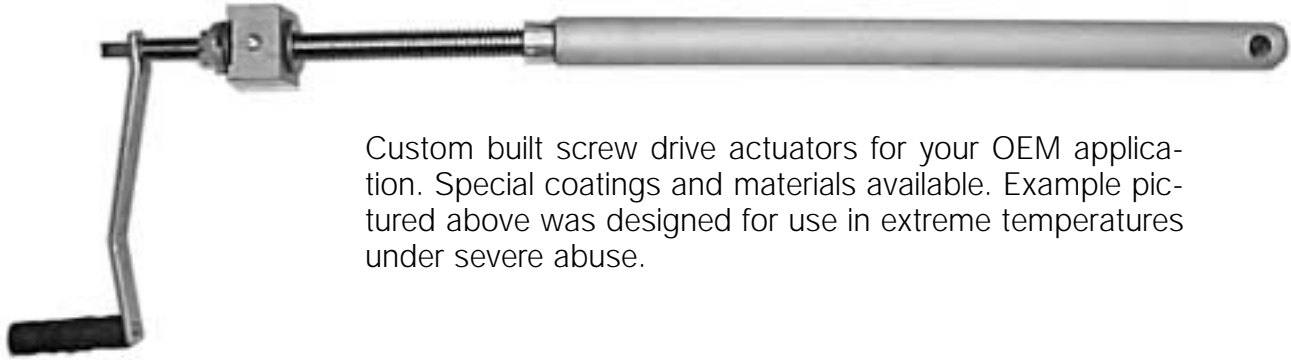 Custom built screw drive actuators for your OEM applica-
tion. Special coatings and materials available. Example pic-
tured above was designed for use in extreme temperatures
under severe abuse.